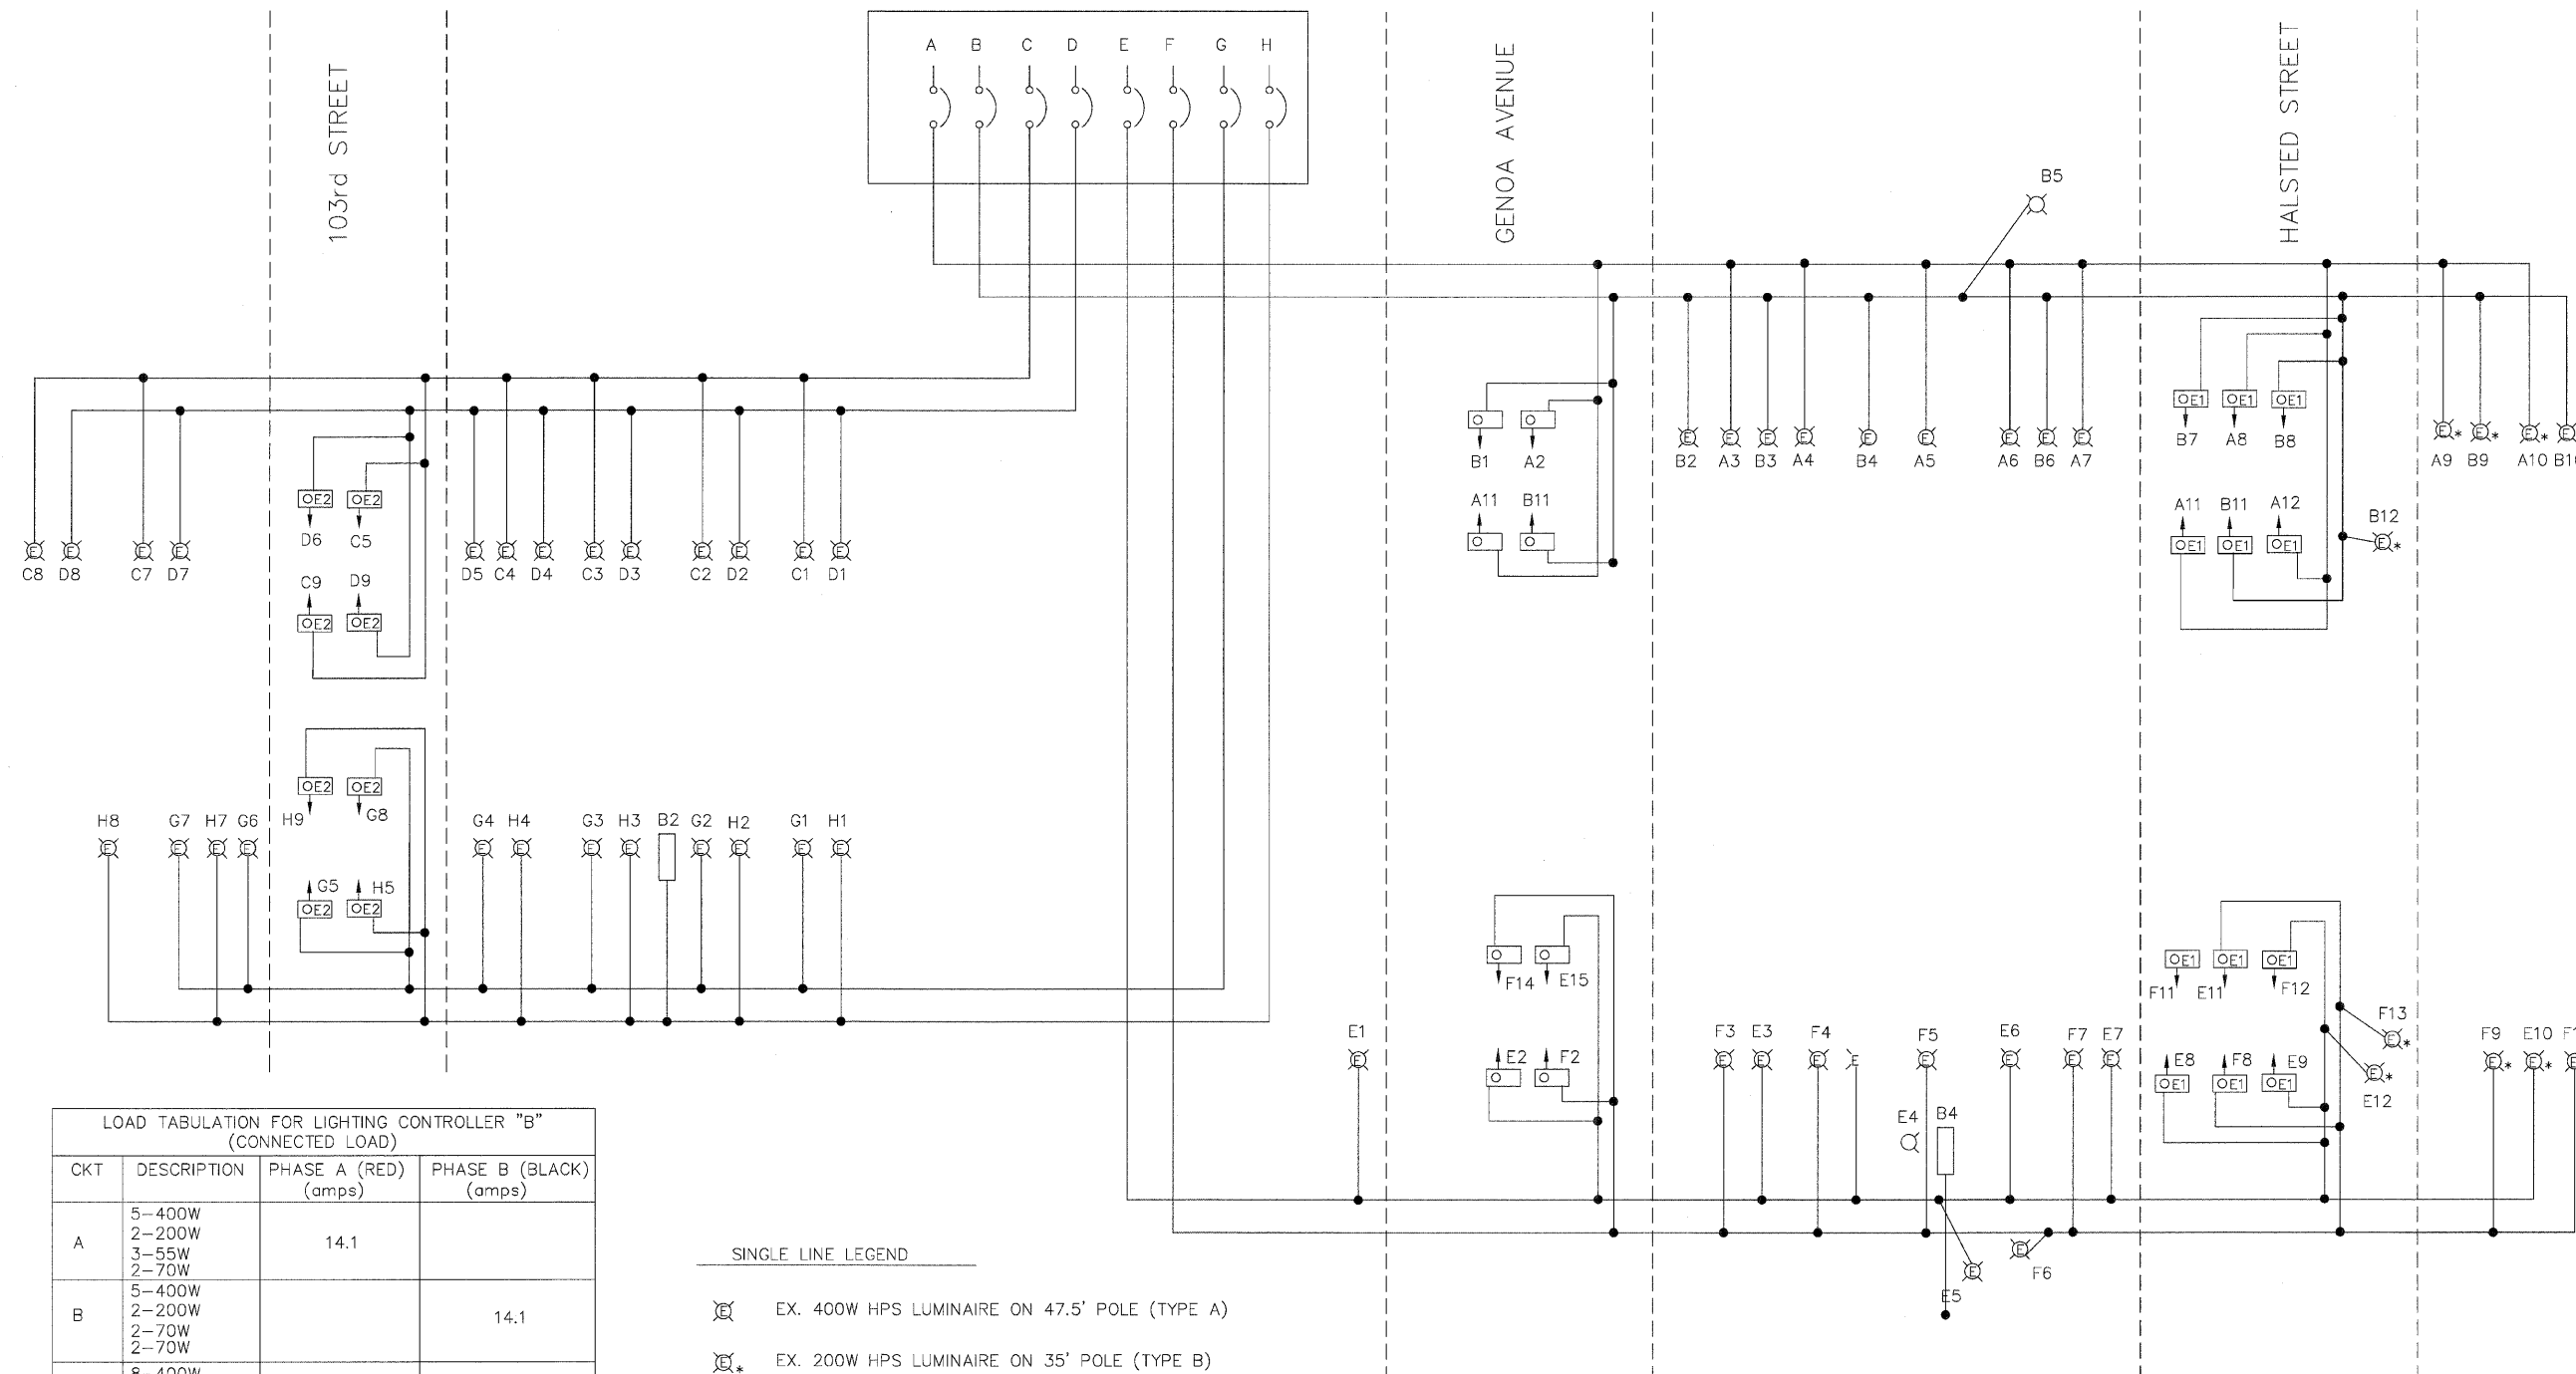 A B C D E F G H
103rd STREET
GENOA AVENUE
HALSTED STREET
B5
OE1 OE1 OE1
B7 A8 B8
E E E E E E E E E
B2 A3 B3 A4 B4 A5 A6 B6 A7
E* E* E* E
A9 B9 A10
B1 A2
A11 B11
A11 B11 A12
OE1 OE1 OE1
B12
E*
OE2 OE2
D6 C5
C9 D9
OE2 OE2
E E E E E E E E E E E E E
C8 D8 C7 D7 D5 C4 D4 C3 D3 C2 D2 C1 D1
OE2 OE2
H9 G8
H8 G7 H7 G6 G4 H4 G3 H3 B2 G2 H2 G1 H1
E E E E E E E E E E E E
G5 H5
OE2 OE2
F14 E15
E2 F2
OE1 OE1 OE1
F11 E11 F12
F13
E*
E1 F3 E3 F4 F5 E6 F7 E7
E E E E E E E E E
E8 F8 E9
OE1 OE1 OE1
E*
E12
F9 E10
E* E*
E4 B4
E
F6
E
E5
LOAD TABULATION FOR LIGHTING CONTROLLER "B"
(CONNECTED LOAD)
CKT DESCRIPTION PHASE A (RED) (amps) PHASE B (BLACK) (amps)
A 5-400W 14.1
2-200W
3-55W
2-70W
B 5-400W 14.1
2-200W
2-70W
2-70W
8-400W
SINGLE LINE LEGEND
E EX. 400W HPS LUMINAIRE ON 47.5' POLE (TYPE A)
E* EX. 200W HPS LUMINAIRE ON 35' POLE (TYPE B)